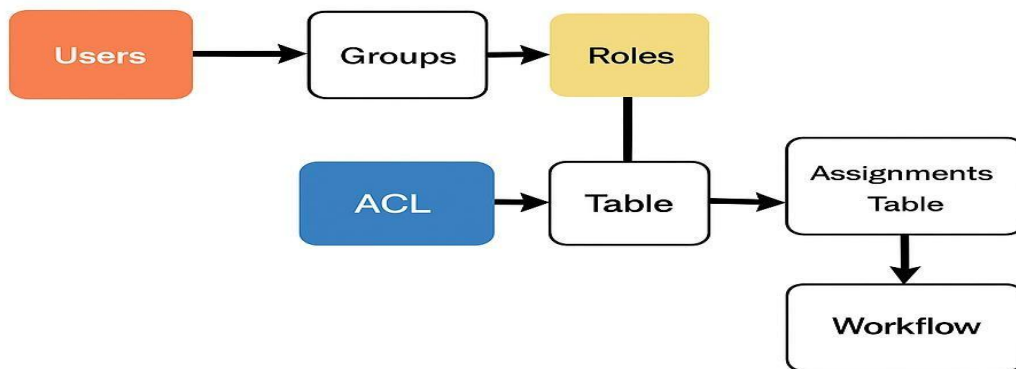 Users
Groups
Roles
ACL
Table
Assignments
Table
Workflow